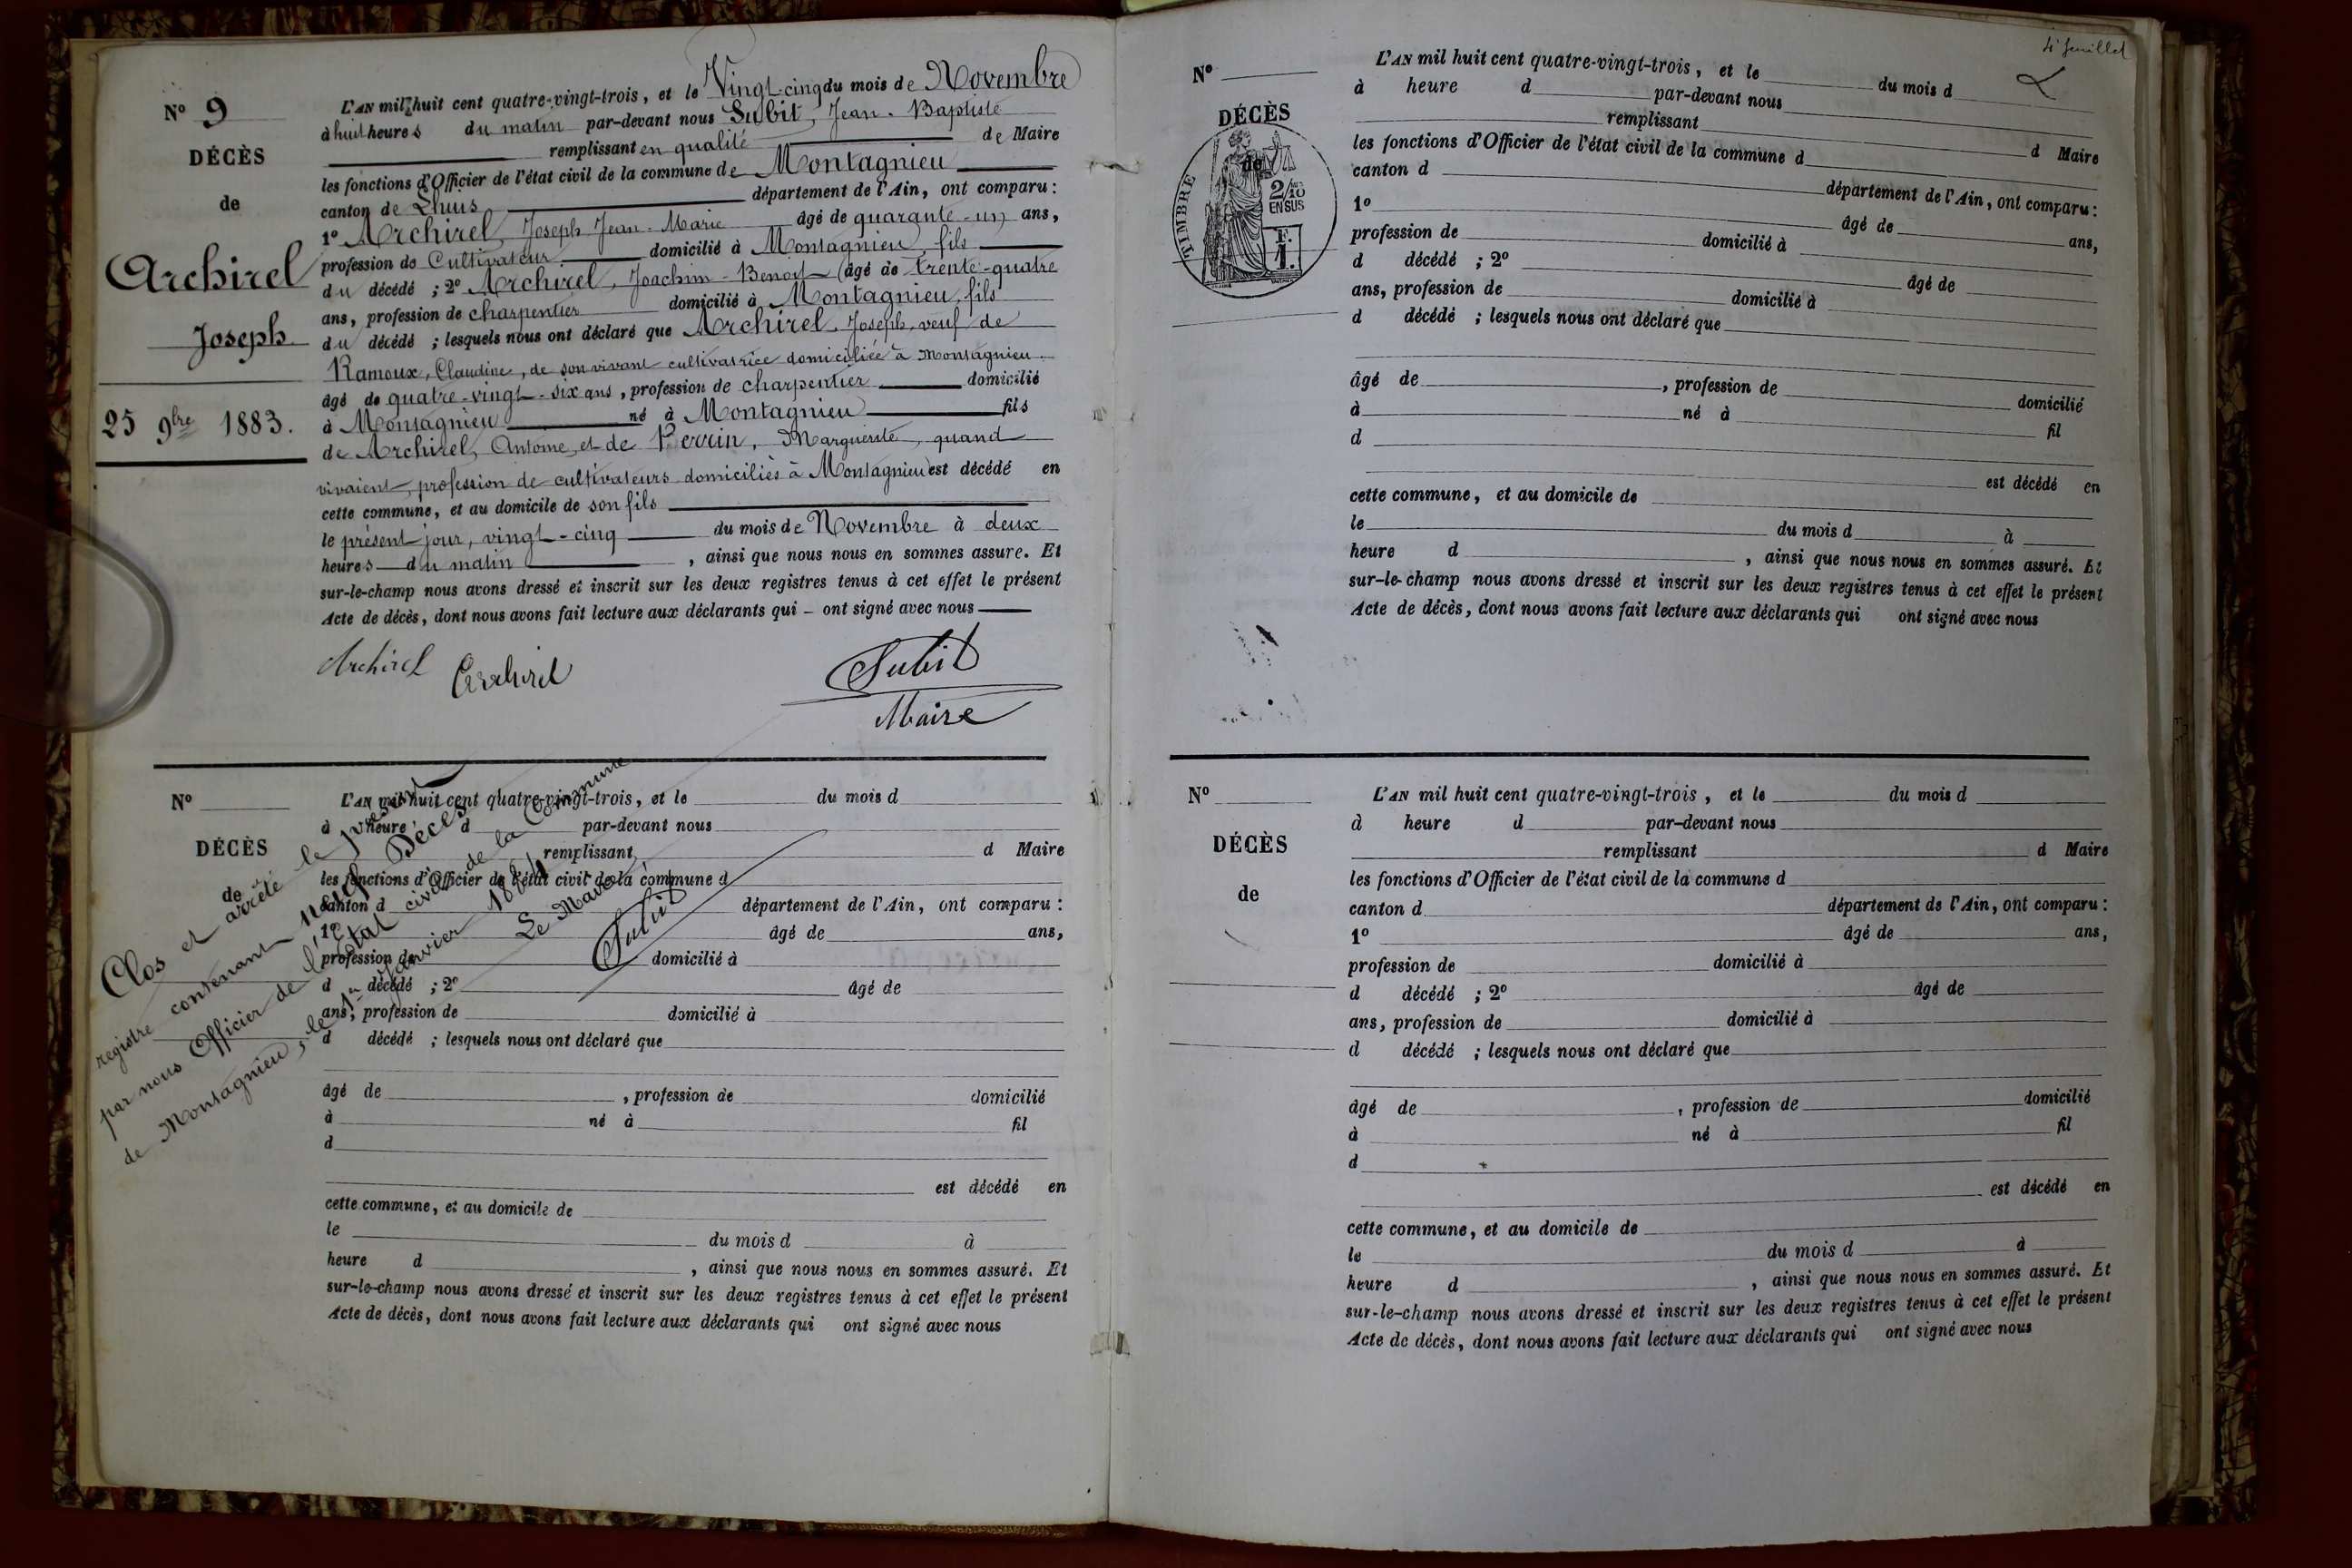 N° 9
DÉCÈS
de
Archirel
Joseph
25 9bre 1883.
L'AN mil huit cent quatre-vingt-trois, et le Vingt-cinq du mois de Novembre
à huit heures du matin par-devant nous Subit, Jean-Baptiste
remplissant en qualité de Maire
les fonctions d'Officier de l'état civil de la commune de Montagnieu
canton de Lhuis département de l'Ain, ont comparu :
1° Archirel, Joseph Jean-Marie âgé de quarante-un ans,
profession de Cultivateur domicilié à Montagnieu, fils
du décédé ; 2° Archirel, Joachim-Benoit âgé de trente-quatre
ans, profession de charpentier domicilié à Montagnieu, fils
du décédé ; lesquels nous ont déclaré que Archirel, Joseph, veuf de
Ramoux, Claudine, de son vivant cultivatrice domiciliée à Montagnieu.
âgé de quatre-vingt-six ans, profession de charpentier domicilié
à Montagnieu né à Montagnieu fils
de Archirel, Antoine, et de Perrin, Marguerite, quand
vivaient, profession de cultivateurs domiciliés à Montagnieu est décédé en
cette commune, et au domicile de son fils
le présent jour, vingt-cinq du mois de Novembre à deux
heures du matin, ainsi que nous nous en sommes assuré. Et
sur-le-champ nous avons dressé et inscrit sur les deux registres tenus à cet effet le présent
Acte de décès, dont nous avons fait lecture aux déclarants qui – ont signé avec nous
Archirel Archirel Subit
Maire
N°
DÉCÈS
de
L'AN mil huit cent quatre-vingt-trois, et le du mois d
à heure d par-devant nous
remplissant d Maire
les fonctions d'Officier de l'état civil de la commune d
canton d département de l'Ain, ont comparu :
1° âgé de ans,
profession de domicilié à
d décédé ; 2° âgé de
ans, profession de domicilié à
d décédé ; lesquels nous ont déclaré que
âgé de , profession de domicilié
à né à fil
d
est décédé en
cette commune, et au domicile de
le du mois d à
heure d , ainsi que nous nous en sommes assuré. Et
sur-le-champ nous avons dressé et inscrit sur les deux registres tenus à cet effet le présent
Acte de décès, dont nous avons fait lecture aux déclarants qui ont signé avec nous
Clos et arrêté le présent
registre contenant neuf Décès
par nous Officier de l'Etat civil de la Commune
de Montagnieu, le 1er Janvier 1884
Le Maire,
Subit
4e feuillet
N°
DÉCÈS
de
TIMBRE
2/10
EN SUS
F.
1.
L'AN mil huit cent quatre-vingt-trois, et le du mois d
à heure d par-devant nous
remplissant d Maire
les fonctions d'Officier de l'état civil de la commune d
canton d département de l'Ain, ont comparu :
1° âgé de ans,
profession de domicilié à
d décédé ; 2° âgé de
ans, profession de domicilié à
d décédé ; lesquels nous ont déclaré que
âgé de , profession de domicilié
à né à fil
d
est décédé en
cette commune, et au domicile de
le du mois d à
heure d , ainsi que nous nous en sommes assuré. Et
sur-le-champ nous avons dressé et inscrit sur les deux registres tenus à cet effet le présent
Acte de décès, dont nous avons fait lecture aux déclarants qui ont signé avec nous
N°
DÉCÈS
de
L'AN mil huit cent quatre-vingt-trois, et le du mois d
à heure d par-devant nous
remplissant d Maire
les fonctions d'Officier de l'état civil de la commune d
canton d département de l'Ain, ont comparu :
1° âgé de ans,
profession de domicilié à
d décédé ; 2° âgé de
ans, profession de domicilié à
d décédé ; lesquels nous ont déclaré que
âgé de , profession de domicilié
à né à fil
d
est décédé en
cette commune, et au domicile de
le du mois d à
heure d , ainsi que nous nous en sommes assuré. Et
sur-le-champ nous avons dressé et inscrit sur les deux registres tenus à cet effet le présent
Acte de décès, dont nous avons fait lecture aux déclarants qui ont signé avec nous